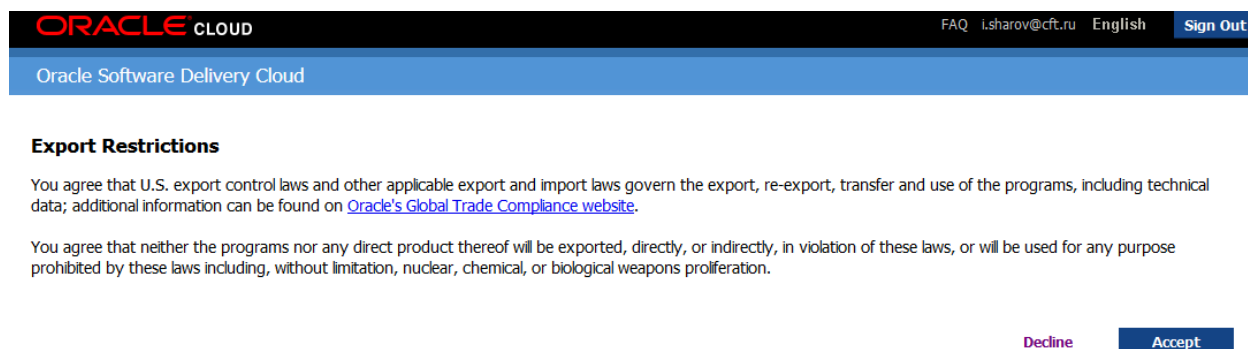 ORACLE CLOUD
FAQ i.sharov@cft.ru English Sign Out
Oracle Software Delivery Cloud
Export Restrictions
You agree that U.S. export control laws and other applicable export and import laws govern the export, re-export, transfer and use of the programs, including technical
data; additional information can be found on Oracle's Global Trade Compliance website.
You agree that neither the programs nor any direct product thereof will be exported, directly, or indirectly, in violation of these laws, or will be used for any purpose
prohibited by these laws including, without limitation, nuclear, chemical, or biological weapons proliferation.
Decline Accept